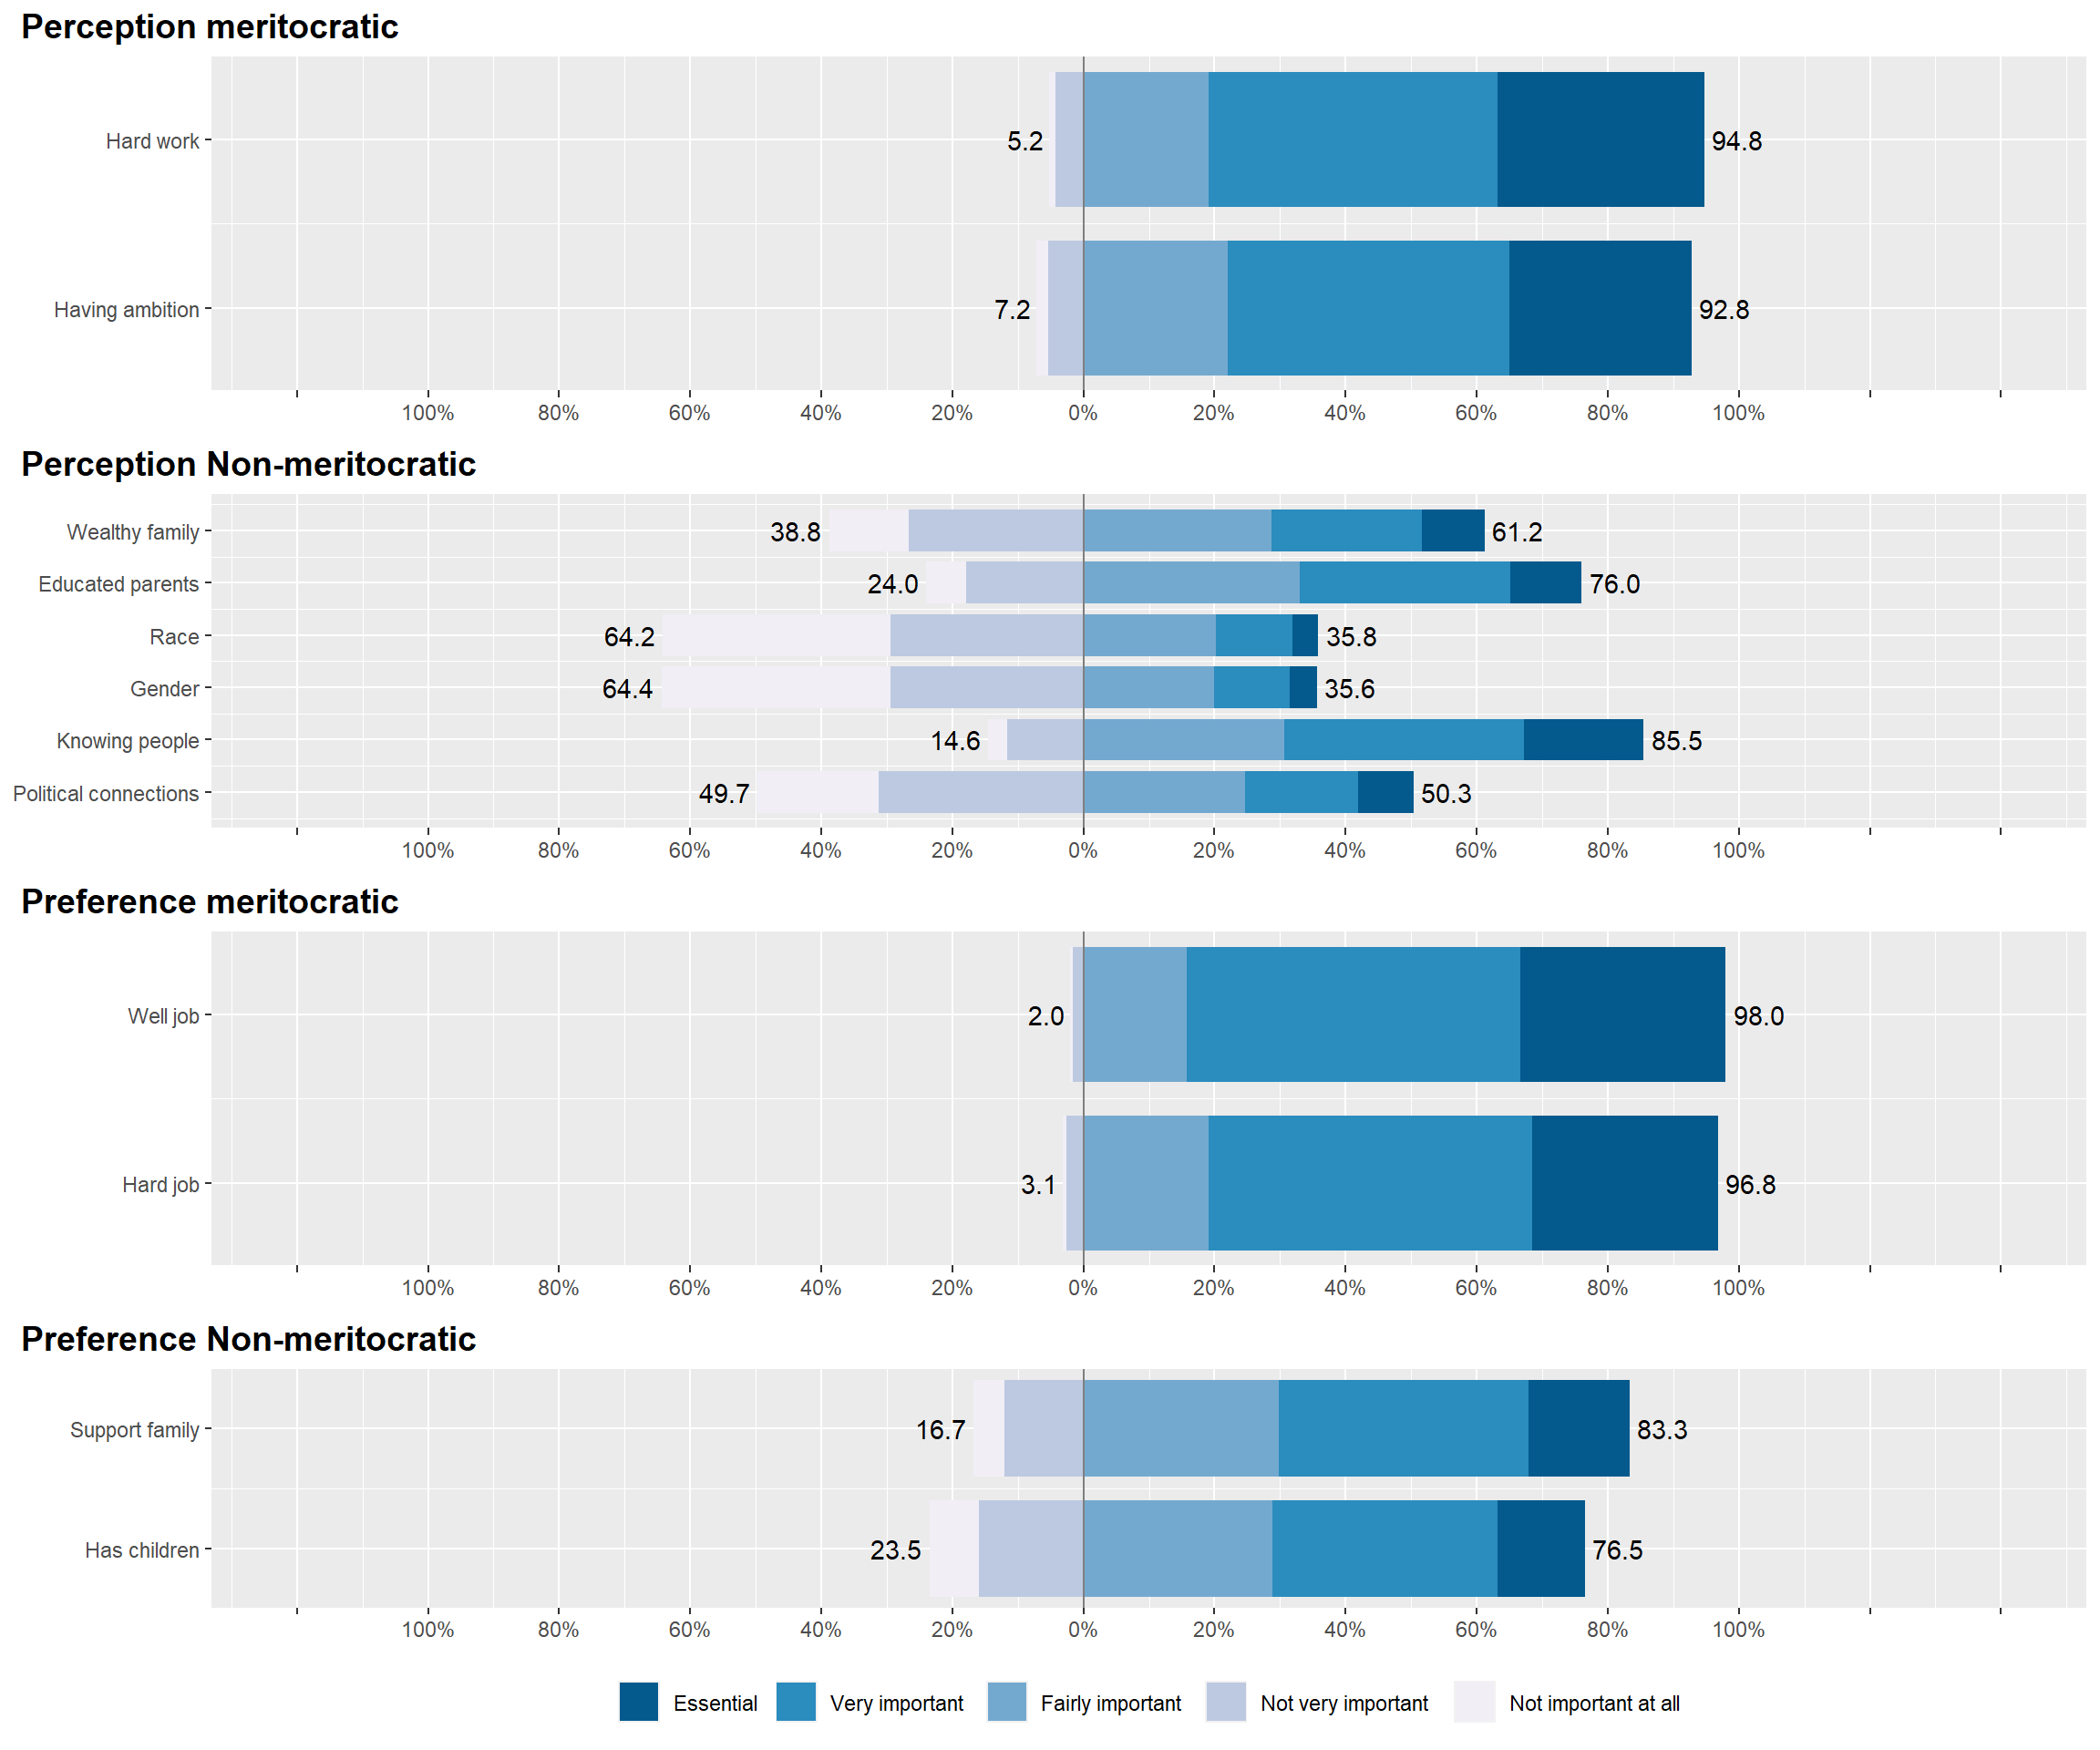 Perception meritocratic
Hard work 5.2 94.8
Having ambition 7.2 92.8
100% 80% 60% 40% 20% 0% 20% 40% 60% 80% 100%
Perception Non-meritocratic
Wealthy family 38.8 61.2
Educated parents 24.0 76.0
Race 64.2 35.8
Gender 64.4 35.6
Knowing people 14.6 85.5
Political connections 49.7 50.3
100% 80% 60% 40% 20% 0% 20% 40% 60% 80% 100%
Preference meritocratic
Well job 2.0 98.0
Hard job 3.1 96.8
100% 80% 60% 40% 20% 0% 20% 40% 60% 80% 100%
Preference Non-meritocratic
Support family 16.7 83.3
Has children 23.5 76.5
100% 80% 60% 40% 20% 0% 20% 40% 60% 80% 100%
Essential Very important Fairly important Not very important Not important at all